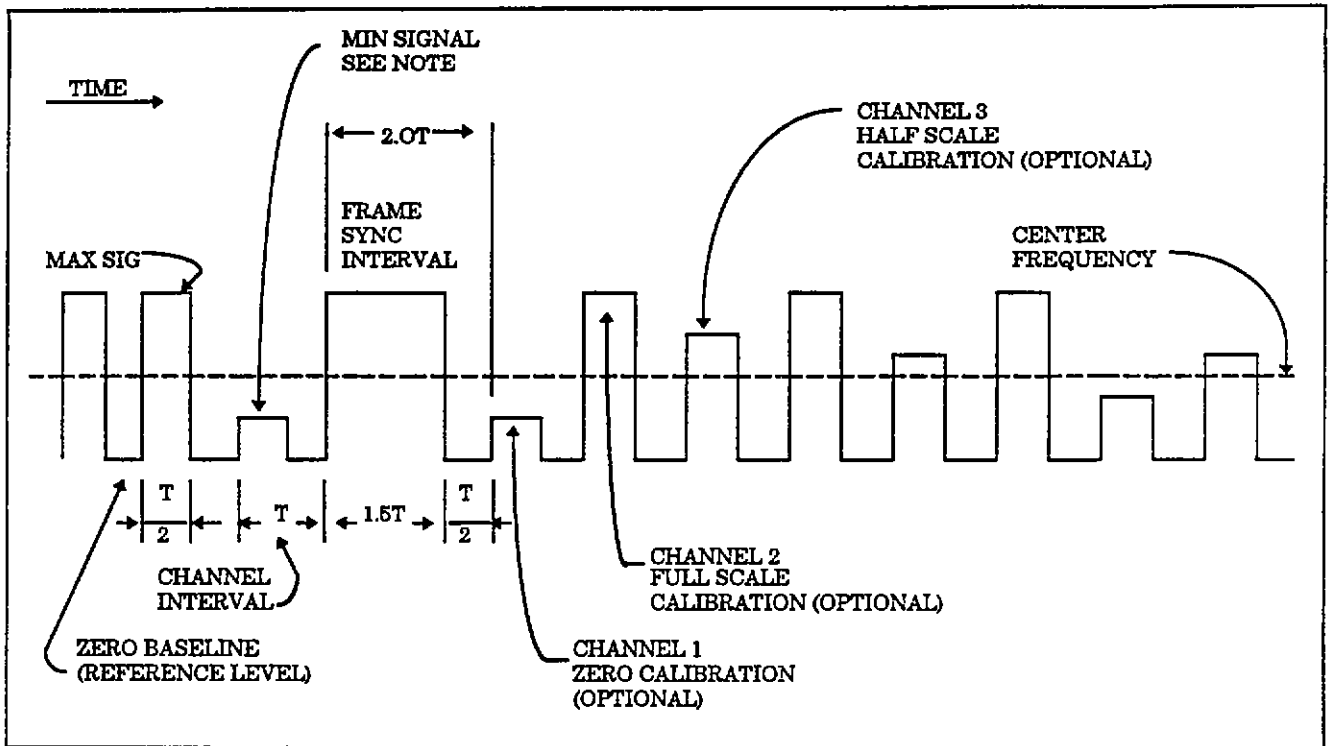 MIN SIGNAL
SEE NOTE
TIME
2.0T
CHANNEL 3
HALF SCALE
CALIBRATION (OPTIONAL)
FRAME
SYNC
INTERVAL
CENTER
FREQUENCY
MAX SIG
T
2
T
1.5T
T
2
CHANNEL
INTERVAL
CHANNEL 2
FULL SCALE
CALIBRATION (OPTIONAL)
ZERO BASELINE
(REFERENCE LEVEL)
CHANNEL 1
ZERO CALIBRATION
(OPTIONAL)